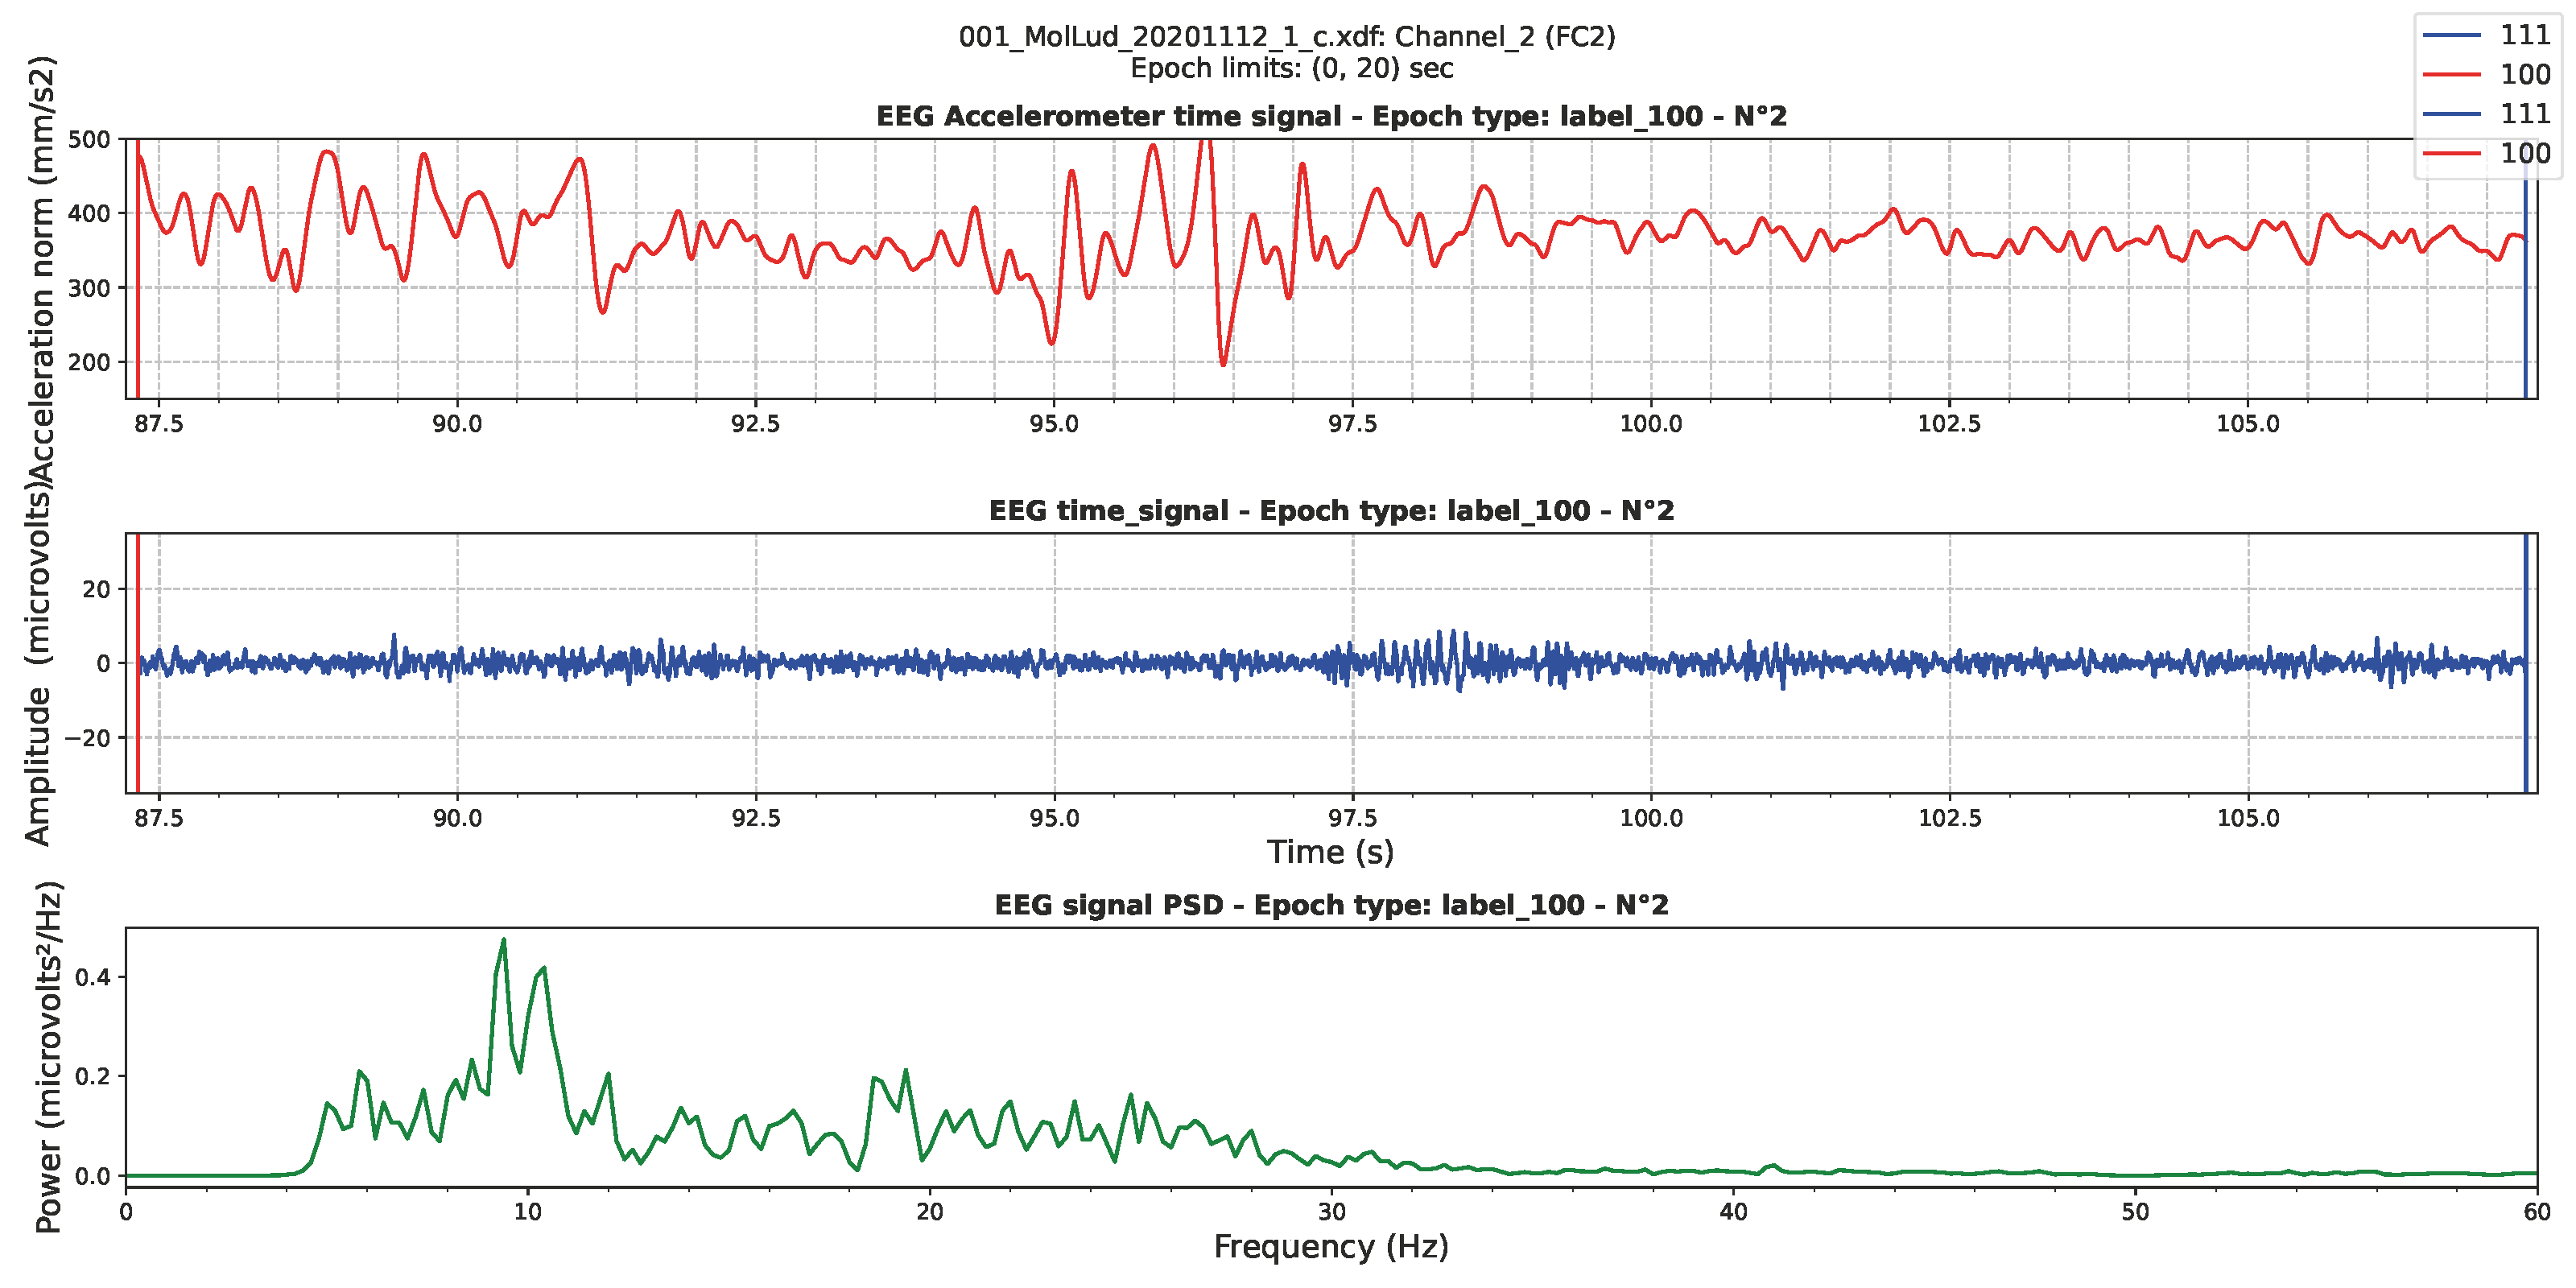 001_MolLud_20201112_1_c.xdf: Channel_2 (FC2)
Epoch limits: (0, 20) sec
111
100
111
100
EEG Accelerometer time signal - Epoch type: label_100 - N°2
Acceleration norm (mm/s2)
500
400
300
200
87.5 90.0 92.5 95.0 97.5 100.0 102.5 105.0
EEG time_signal - Epoch type: label_100 - N°2
Amplitude (microvolts)
20
0
−20
87.5 90.0 92.5 95.0 97.5 100.0 102.5 105.0
Time (s)
EEG signal PSD - Epoch type: label_100 - N°2
Power (microvolts²/Hz)
0.4
0.2
0.0
0 10 20 30 40 50 60
Frequency (Hz)